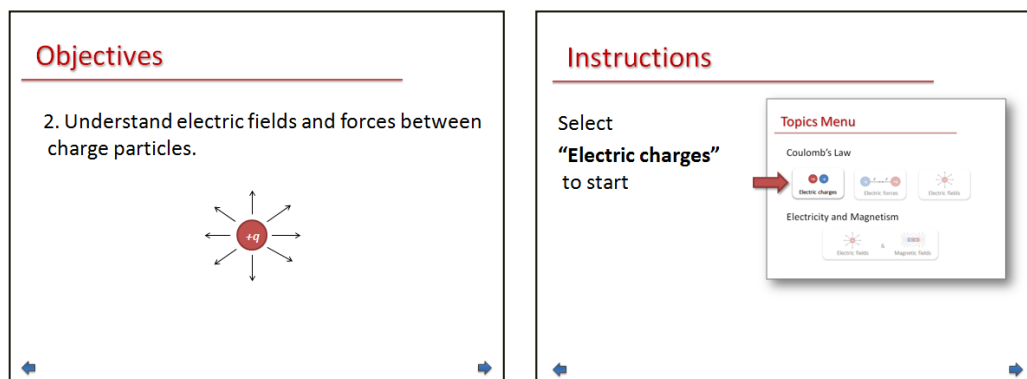 Objectives
2. Understand electric fields and forces between
charge particles.
+q
Instructions
Select
“Electric charges”
to start
Topics Menu
Coulomb’s Law
Electric charges
Electric forces
Electric fields
Electricity and Magnetism
Electric fields
&
Magnetic fields